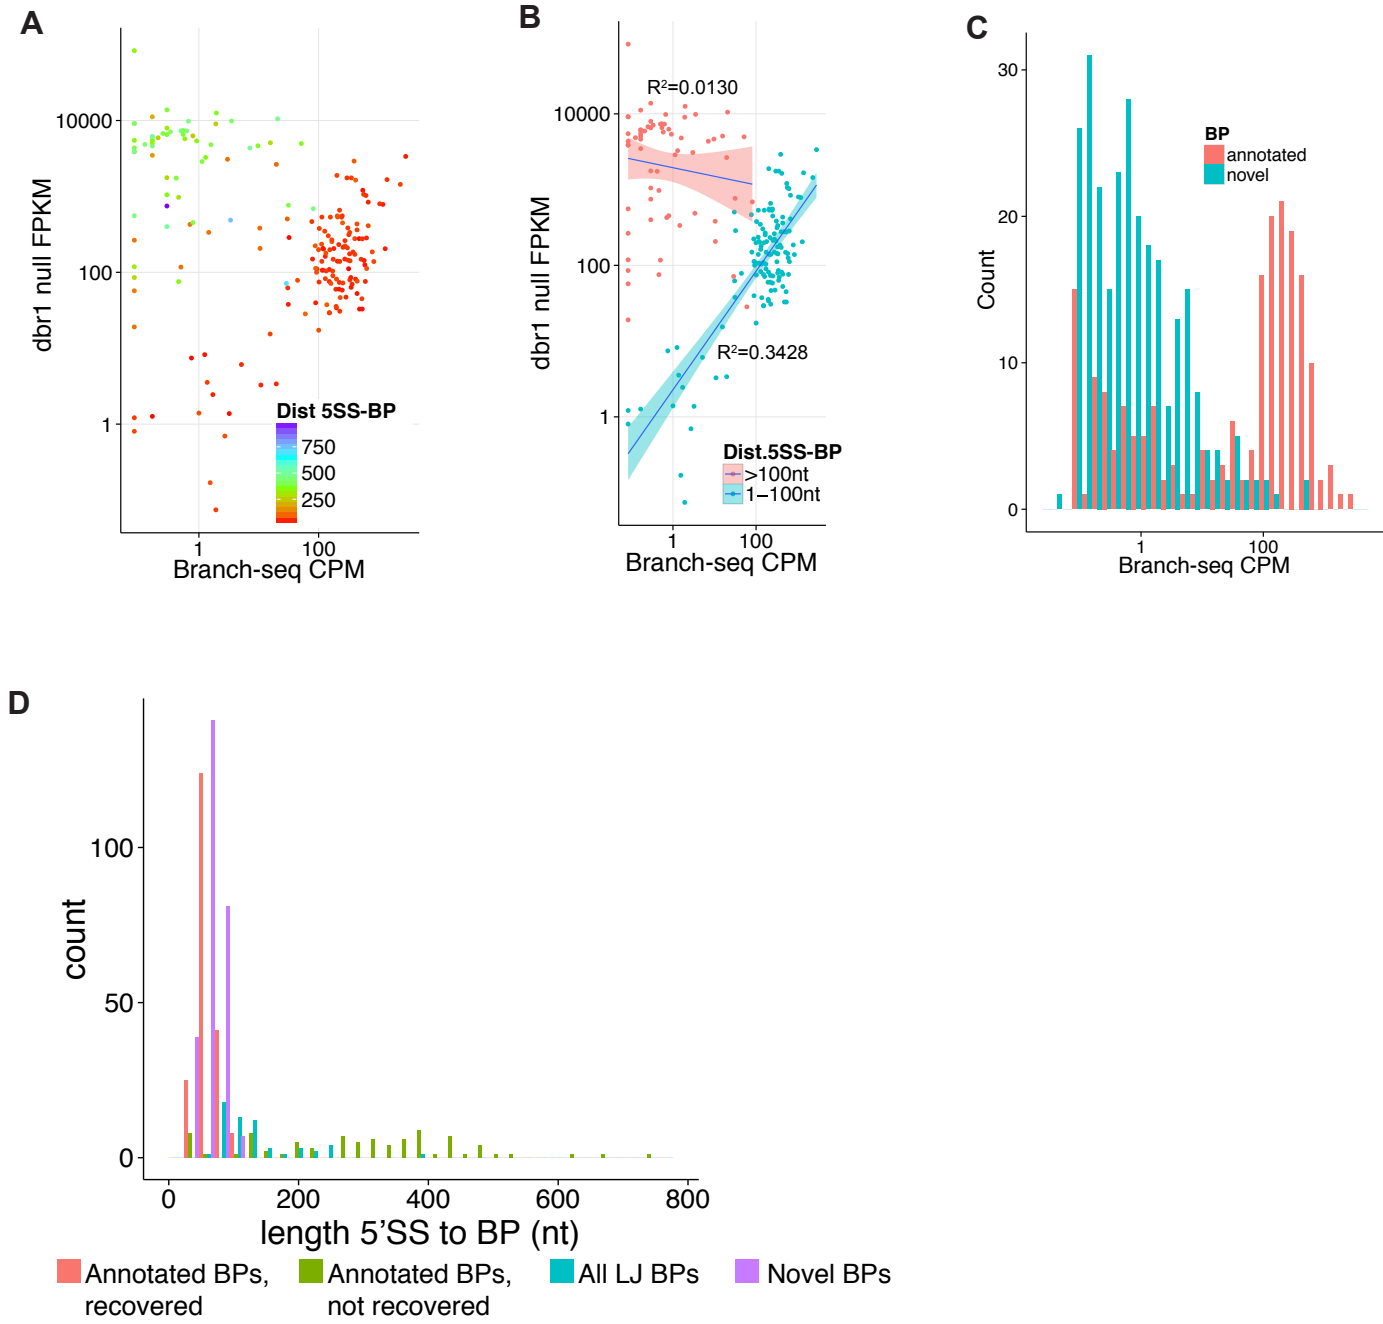 A
dbr1 null FPKM
10000
100
1
Dist 5SS-BP
750
500
250
1
100
Branch-seq CPM
B
dbr1 null FPKM
10000
100
1
R²=0.0130
R²=0.3428
Dist.5SS-BP
>100nt
1–100nt
1
100
Branch-seq CPM
C
Count
30
20
10
0
BP
annotated
novel
1
100
Branch-seq CPM
D
count
100
50
0
0
200
400
600
800
length 5’SS to BP (nt)
Annotated BPs,
recovered
Annotated BPs,
not recovered
All LJ BPs
Novel BPs